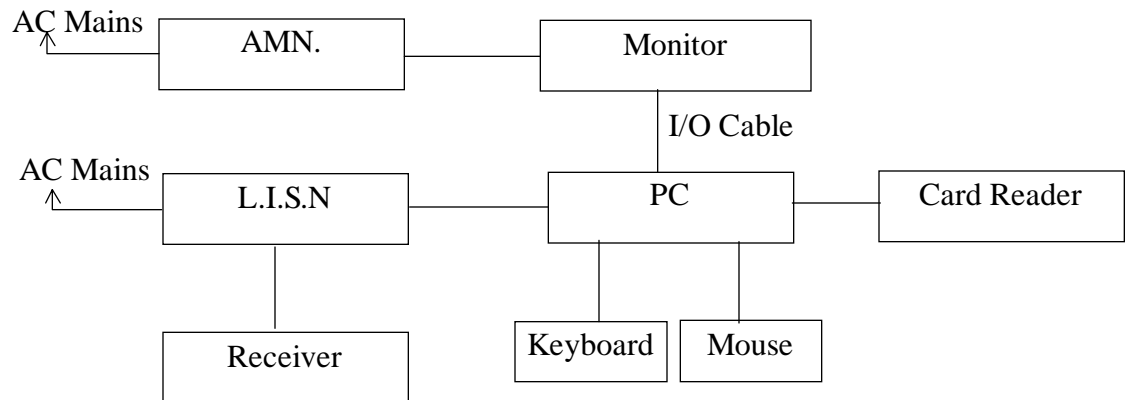 AC Mains
AMN.
Monitor
I/O Cable
AC Mains
L.I.S.N
PC
Card Reader
Receiver
Keyboard
Mouse